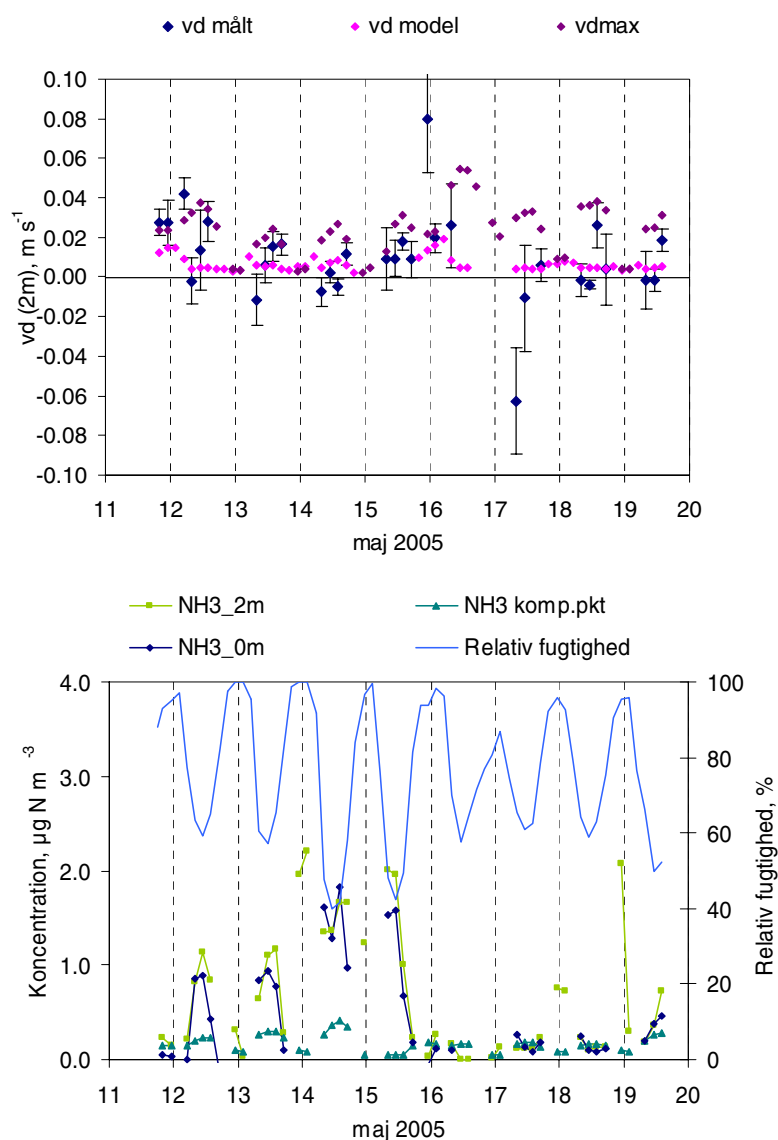 vd målt vd model vdmax
0.10
0.08
0.06
0.04
0.02
0.00
-0.02
-0.04
-0.06
-0.08
-0.10
vd (2m), m s-1
11 12 13 14 15 16 17 18 19 20
maj 2005
NH3_2m NH3 komp.pkt
NH3_0m Relativ fugtighed
4.0 100
3.0 80
2.0 60
1.0 40
0.0 20
0
Koncentration, µg N m -3
Relativ fugtighed, %
11 12 13 14 15 16 17 18 19 20
maj 2005